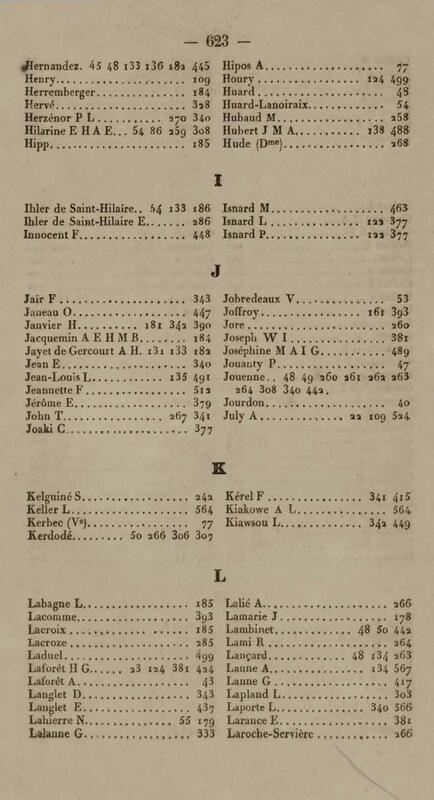 — 623 —
Hernandez. 45 48 133 136 182 445
Henry................ 109
Herremberger............. 184
Hervé................ 328
Herzénor P L.......... 270 340
Hilarine E H A E... 54 86 259 308
Hipp................ 185
Hipos A................ 77
Houry................ 124 499
Huard................ 48
Huard-Lanoiraix............. 54
Hubaud M............. 258
Hubert J M A.......... 138 488
Hude (Dme)............. 268
I
Ihler de Saint-Hilaire.. 54 133 186
Ihler de Saint-Hilaire E....... 286
Innocent F............. 448
Isnard M................ 463
Isnard L............. 122 377
Isnard P............. 122 377
J
Jair F................ 343
Janeau O................ 447
Janvier H.......... 181 342 390
Jacquemin A E H M B........ 184
Jayet de Gercourt A H. 131 133 182
Jean E................ 340
Jean-Louis L.......... 135 491
Jeannette F............. 512
Jérôme E................ 379
John T............. 267 341
Joaki C................ 377
Jobredeaux V............. 53
Joffroy............. 161 393
Jore................ 260
Joseph W I............. 381
Joséphine M A I G.......... 489
Jouanty P................ 47
Jouenne.. 48 49 260 261 262 263
264 308 340 442.
Jourdon................ 40
July A............. 22 109 524
K
Kelguiné S............. 242
Keller L................ 564
Kerbec (Ve)............. 77
Kerdodé......... 50 266 306 307
Kérel F............. 341 415
Kiakowe A L............. 564
Kiawsou L............. 342 449
L
Labagne L................ 185
Lacomme................ 393
Lacroix................ 185
Lacroze................ 285
Laduel................ 499
Laforêt H G...... 23 124 381 424
Laforêt A................ 43
Langlet D................ 343
Langlet E................ 437
Lahierre N............. 55 179
Lalanne G................ 333
Lalié A................ 266
Lamarie J................ 178
Lambinet............. 48 50 442
Lami R................ 264
Lançard............. 48 134 263
Lanne A............. 134 567
Lanne G................ 417
Lapland L............. 303
Laporte L............. 340 566
Larance E............. 381
Laroche-Servière............. 266